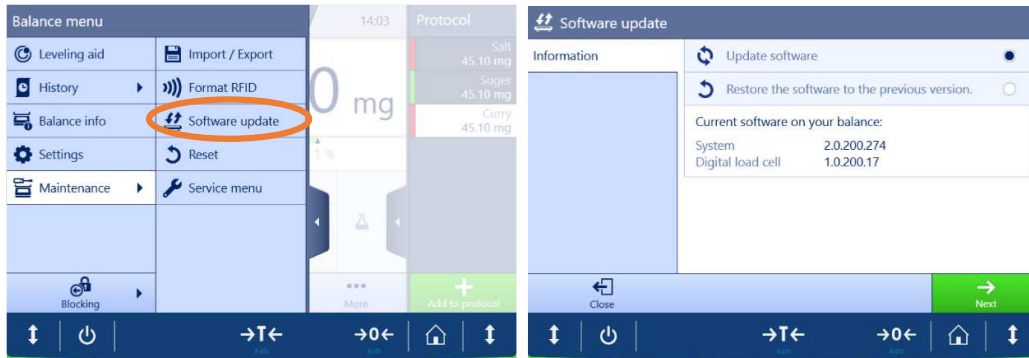 Balance menu
14:03
Protocol
Leveling aid
Import / Export
Salt
45.10 mg
History
Format RFID
Suger
45.10 mg
0 mg
Balance info
Software update
Curry
45.10 mg
Settings
Reset
1 %
Maintenance
Service menu
Blocking
More
Add to protocol
→T←
→0←
Software update
Information
Update software
Restore the software to the previous version.
Current software on your balance:
System 2.0.200.274
Digital load cell 1.0.200.17
Close
Next
→T←
→0←